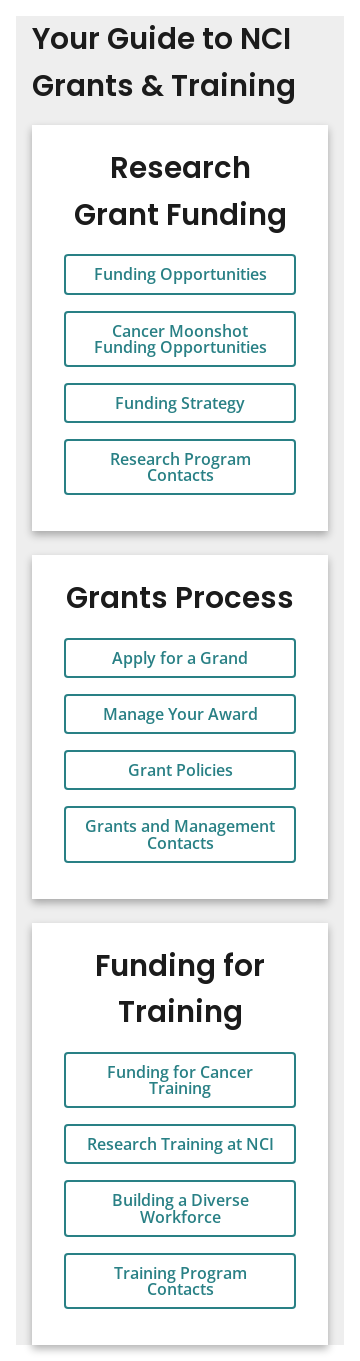 Your Guide to NCI
Grants & Training
Research
Grant Funding
Funding Opportunities
Cancer Moonshot
Funding Opportunities
Funding Strategy
Research Program
Contacts
Grants Process
Apply for a Grand
Manage Your Award
Grant Policies
Grants and Management
Contacts
Funding for
Training
Funding for Cancer
Training
Research Training at NCI
Building a Diverse
Workforce
Training Program
Contacts